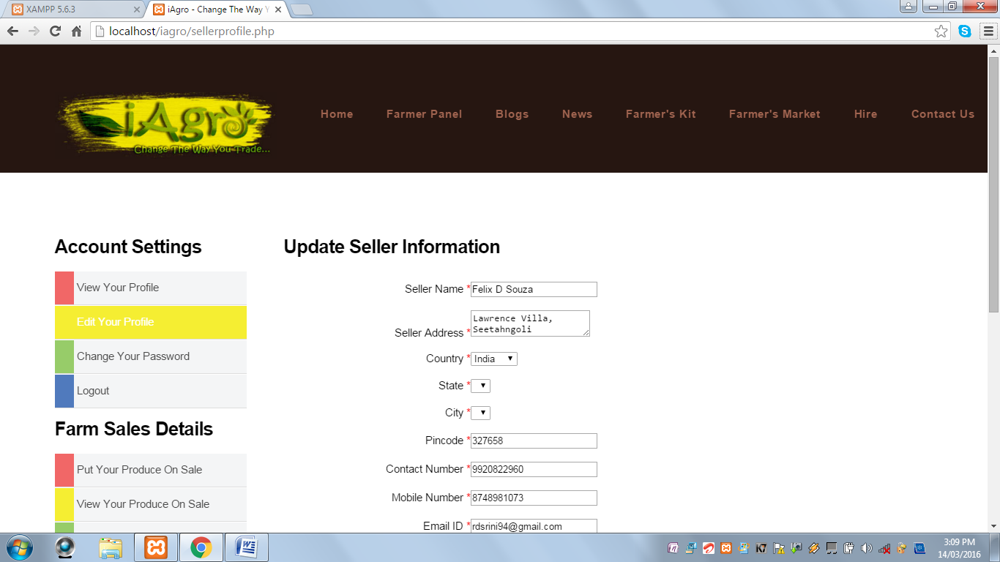 XAMPP 5.6.3
iAgro - Change The Way Y
localhost/iagro/sellerprofile.php
iAgro
Change The Way You Trade...
Home Farmer Panel Blogs News Farmer's Kit Farmer's Market Hire Contact Us
Account Settings
View Your Profile
Edit Your Profile
Change Your Password
Logout
Farm Sales Details
Put Your Produce On Sale
View Your Produce On Sale
Update Seller Information
Seller Name * Felix D Souza
Seller Address * Lawrence Villa,
Seetahngoli
Country * India
State *
City *
Pincode * 327658
Contact Number * 9920822960
Mobile Number * 8748981073
Email ID * rdsrini94@gmail.com
K7
3:09 PM
14/03/2016